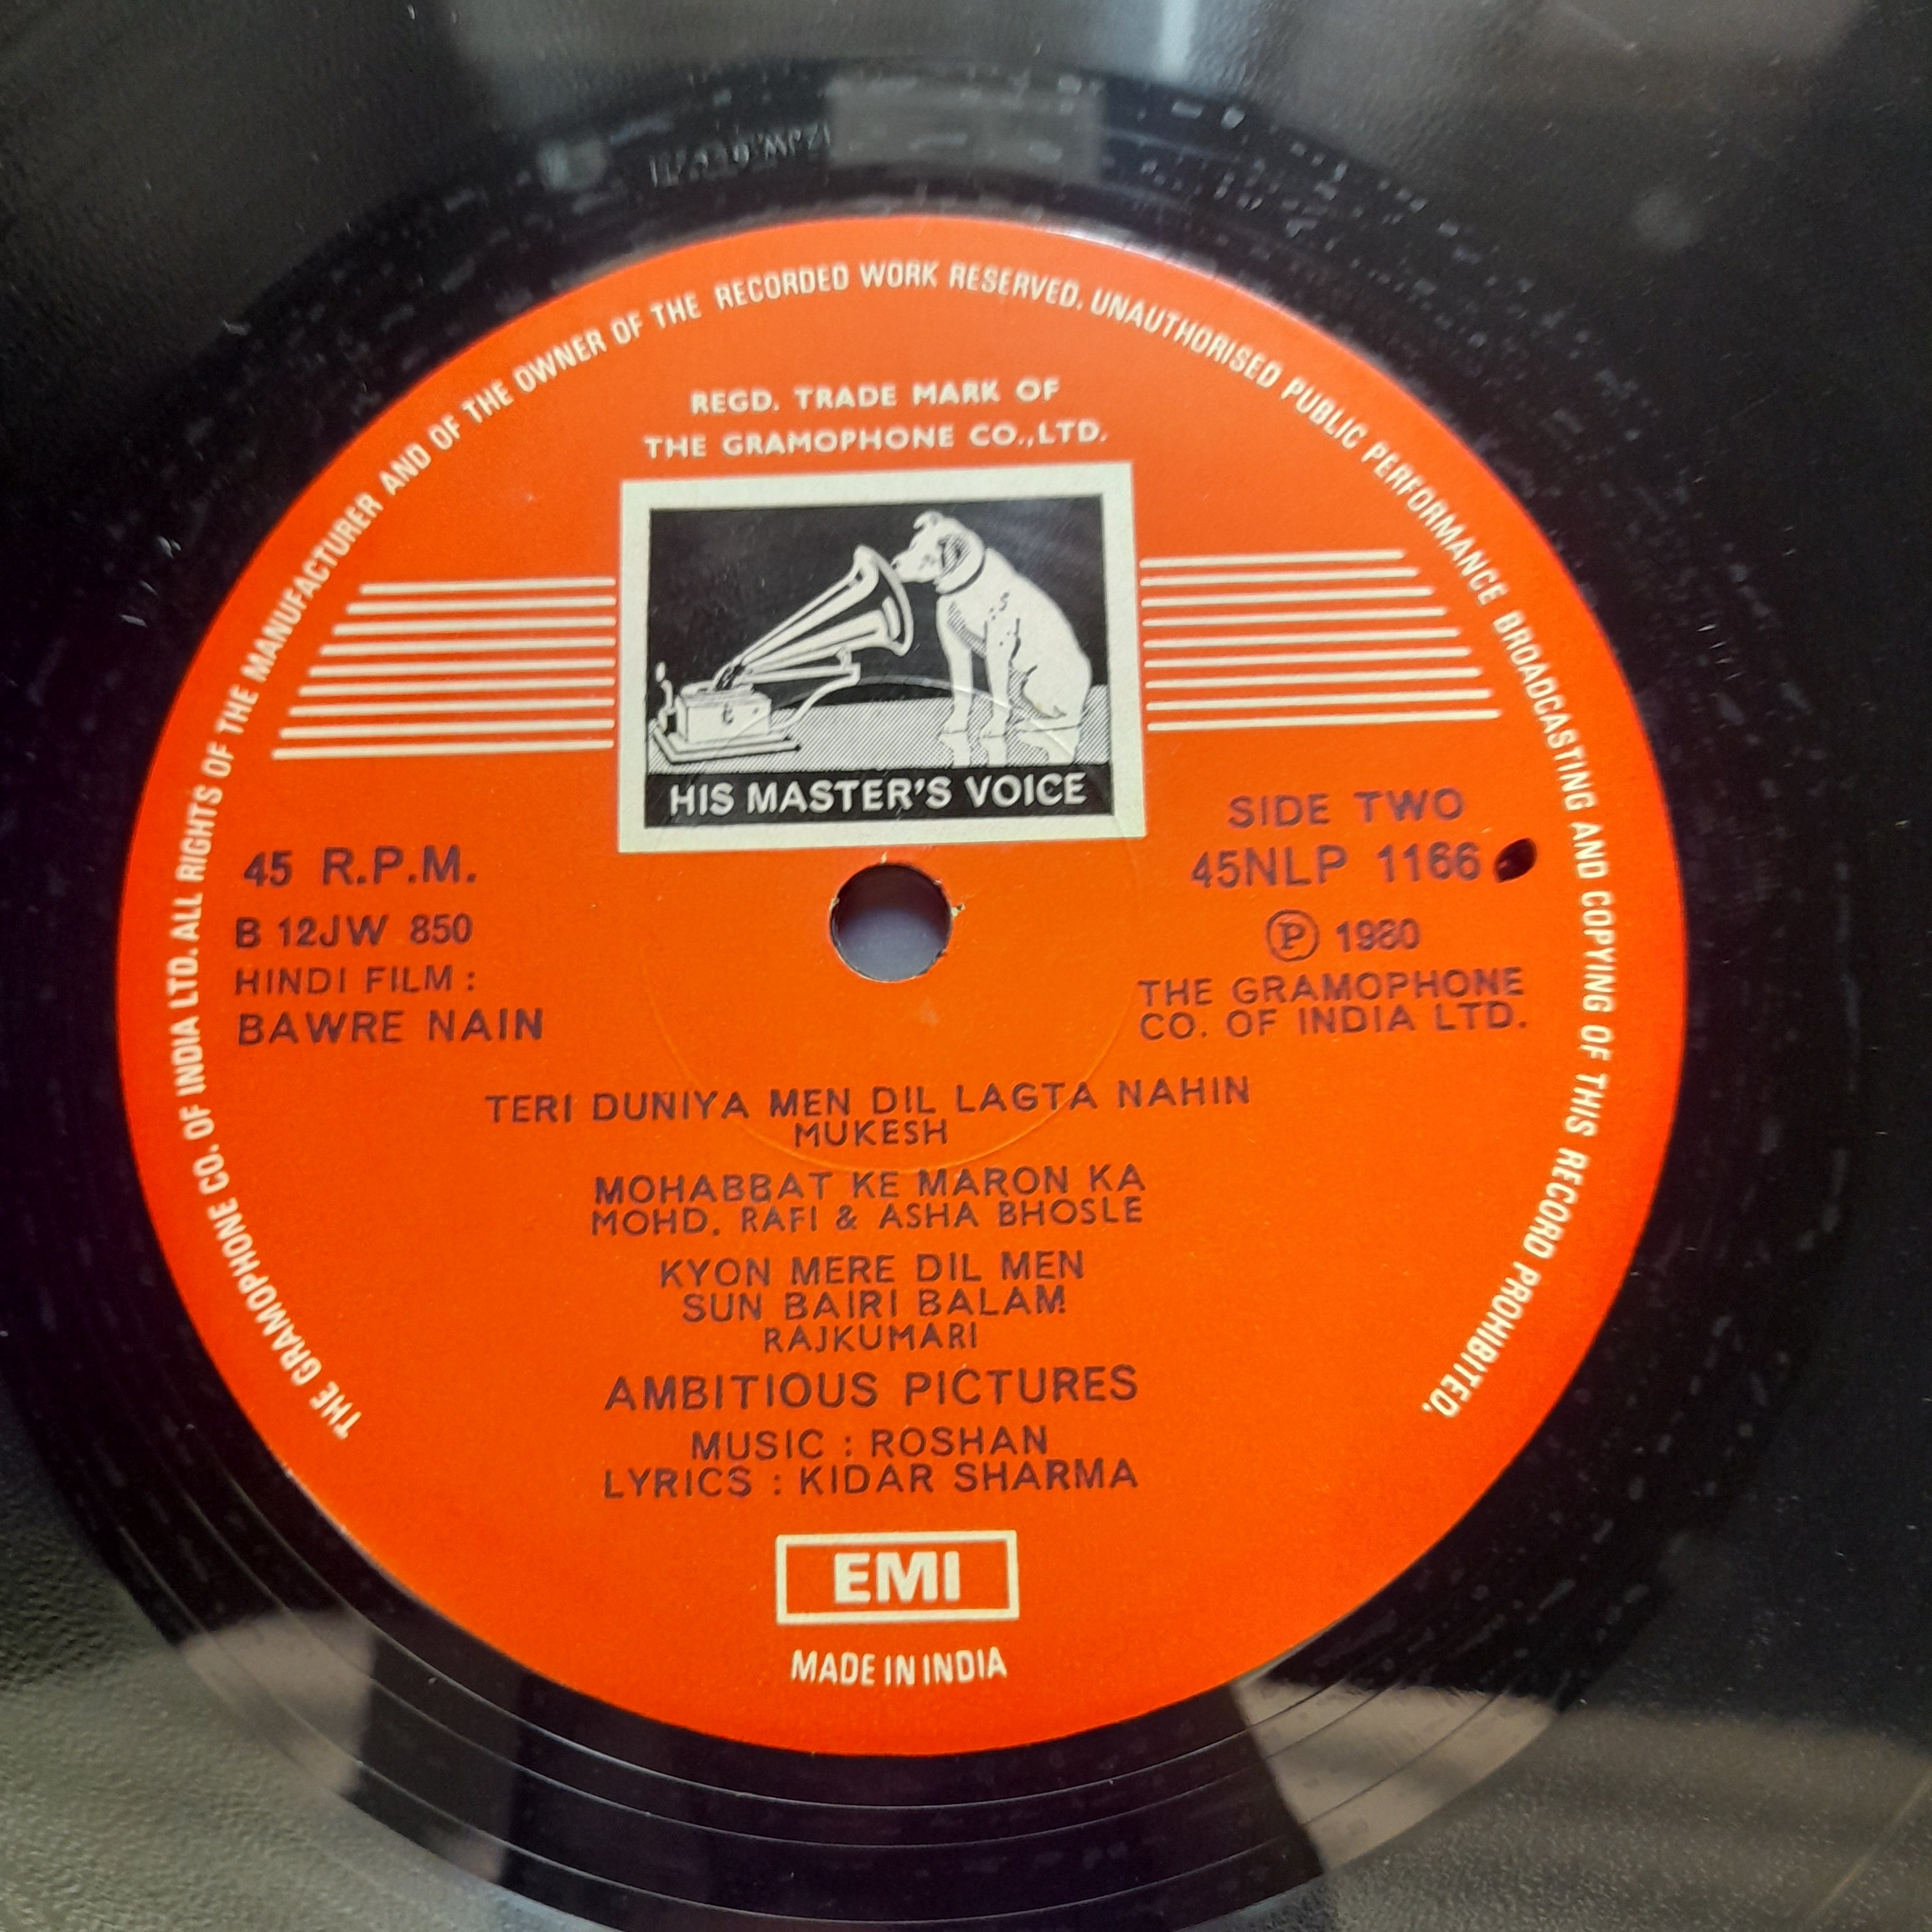 THE GRAMOPHONE CO. OF INDIA LTD. ALL RIGHTS OF THE MANUFACTURER AND OF THE OWNER OF THE RECORDED WORK RESERVED. UNAUTHORISED PUBLIC PERFORMANCE BROADCASTING AND COPYING OF THIS RECORD PROHIBITED.
REGD. TRADE MARK OF
THE GRAMOPHONE CO., LTD.
HIS MASTER'S VOICE
45 R.P.M.
B 12JW 850
HINDI FILM :
BAWRE NAIN
SIDE TWO
45NLP 1166
Ⓟ 1980
THE GRAMOPHONE
CO. OF INDIA LTD.
TERI DUNIYA MEN DIL LAGTA NAHIN
MUKESH
MOHABBAT KE MARON KA
MOHD. RAFI & ASHA BHOSLE
KYON MERE DIL MEN
SUN BAIRI BALAM
RAJKUMARI
AMBITIOUS PICTURES
MUSIC : ROSHAN
LYRICS : KIDAR SHARMA
EMI
MADE IN INDIA